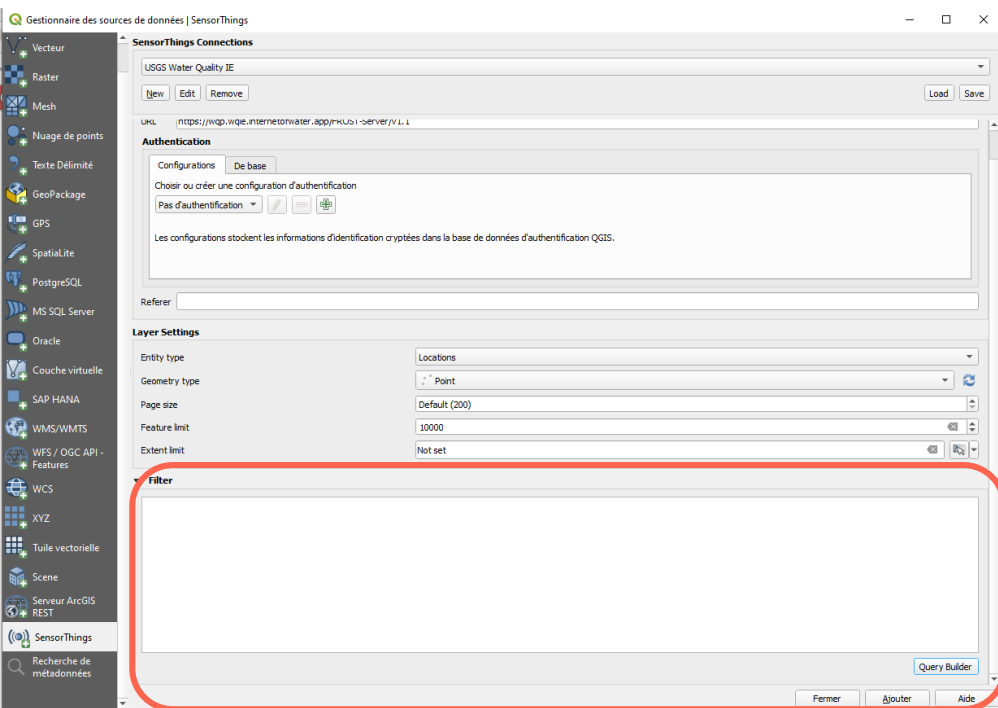 Gestionnaire des sources de données | SensorThings
Vecteur
Raster
Mesh
Nuage de points
Texte Délimité
GeoPackage
GPS
SpatiaLite
PostgreSQL
MS SQL Server
Oracle
Couche virtuelle
SAP HANA
WMS/WMTS
WFS / OGC API -
Features
WCS
XYZ
Tuile vectorielle
Scene
Serveur ArcGIS
REST
SensorThings
Recherche de
métadonnées
SensorThings Connections
USGS Water Quality IE
New Edit Remove Load Save
URL https://wqp.wqie.internetofwater.app/FROST-Server/v1.1
Authentication
Configurations De base
Choisir ou créer une configuration d'authentification
Pas d'authentification
Les configurations stockent les informations d'identification cryptées dans la base de données d'authentification QGIS.
Referer
Layer Settings
Entity type Locations
Geometry type Point
Page size Default (200)
Feature limit 10000
Extent limit Not set
Filter
Query Builder
Fermer Ajouter Aide